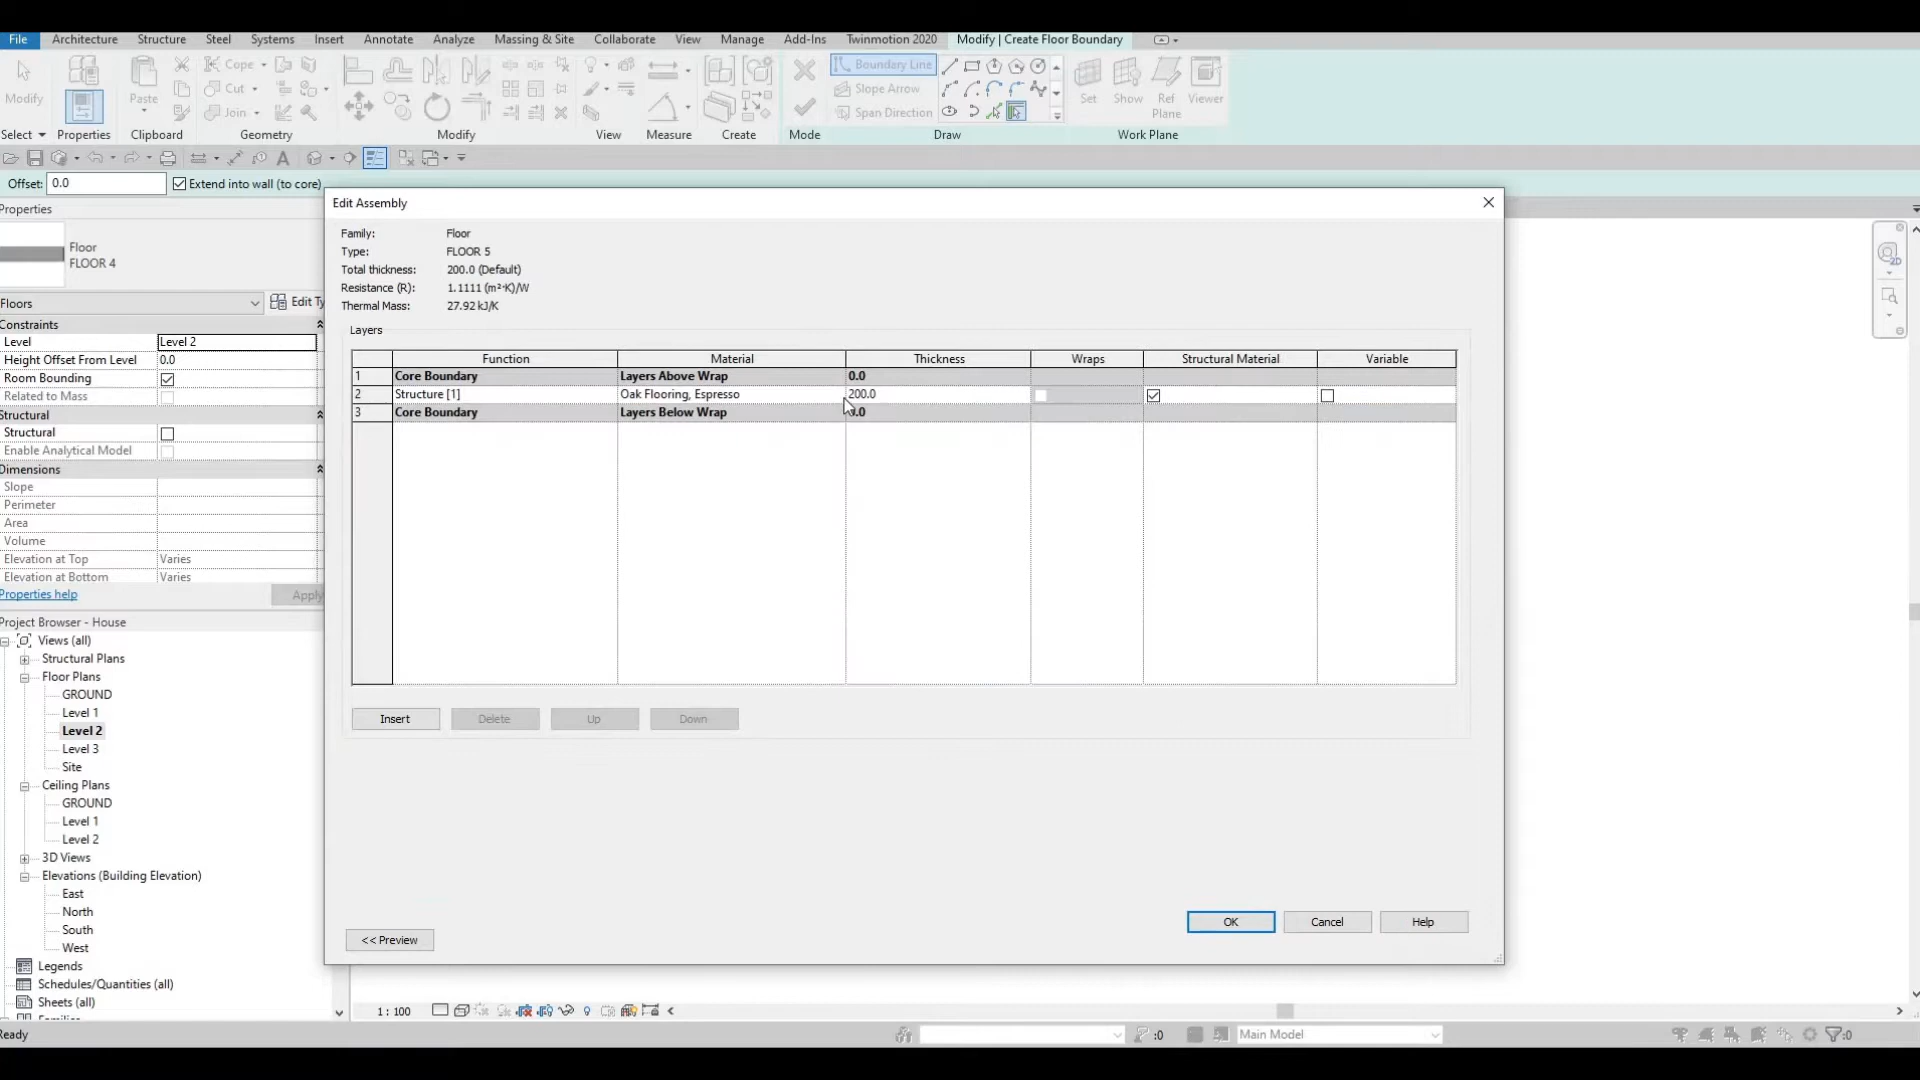 File Architecture Structure Steel Systems Insert Annotate Analyze Massing & Site Collaborate View Manage Add-Ins Twinmotion 2020 Modify | Create Floor Boundary
Cope Boundary Line
Modify Paste Cut Slope Arrow Set Show Ref Plane Viewer
Join Span Direction
Select Properties Clipboard Geometry Modify View Measure Create Mode Draw Work Plane
Offset: 0.0 Extend into wall (to core)
Properties
Floor
FLOOR 4
Floors Edit Ty
Constraints
Level Level 2
Height Offset From Level 0.0
Room Bounding
Related to Mass
Structural
Structural
Enable Analytical Model
Dimensions
Slope
Perimeter
Area
Volume
Elevation at Top Varies
Elevation at Bottom Varies
Properties help Apply
Project Browser - House
Views (all)
Structural Plans
Floor Plans
GROUND
Level 1
Level 2
Level 3
Site
Ceiling Plans
GROUND
Level 1
Level 2
3D Views
Elevations (Building Elevation)
East
North
South
West
Legends
Schedules/Quantities (all)
Sheets (all)
Edit Assembly
Family: Floor
Type: FLOOR 5
Total thickness: 200.0 (Default)
Resistance (R): 1.1111 (m²·K)/W
Thermal Mass: 27.92 kJ/K
Layers
Function Material Thickness Wraps Structural Material Variable
1 Core Boundary Layers Above Wrap 0.0
2 Structure [1] Oak Flooring, Espresso 200.0
3 Core Boundary Layers Below Wrap 0.0
Insert Delete Up Down
OK Cancel Help
<< Preview
2D
1 : 100
Ready :0 Main Model :0